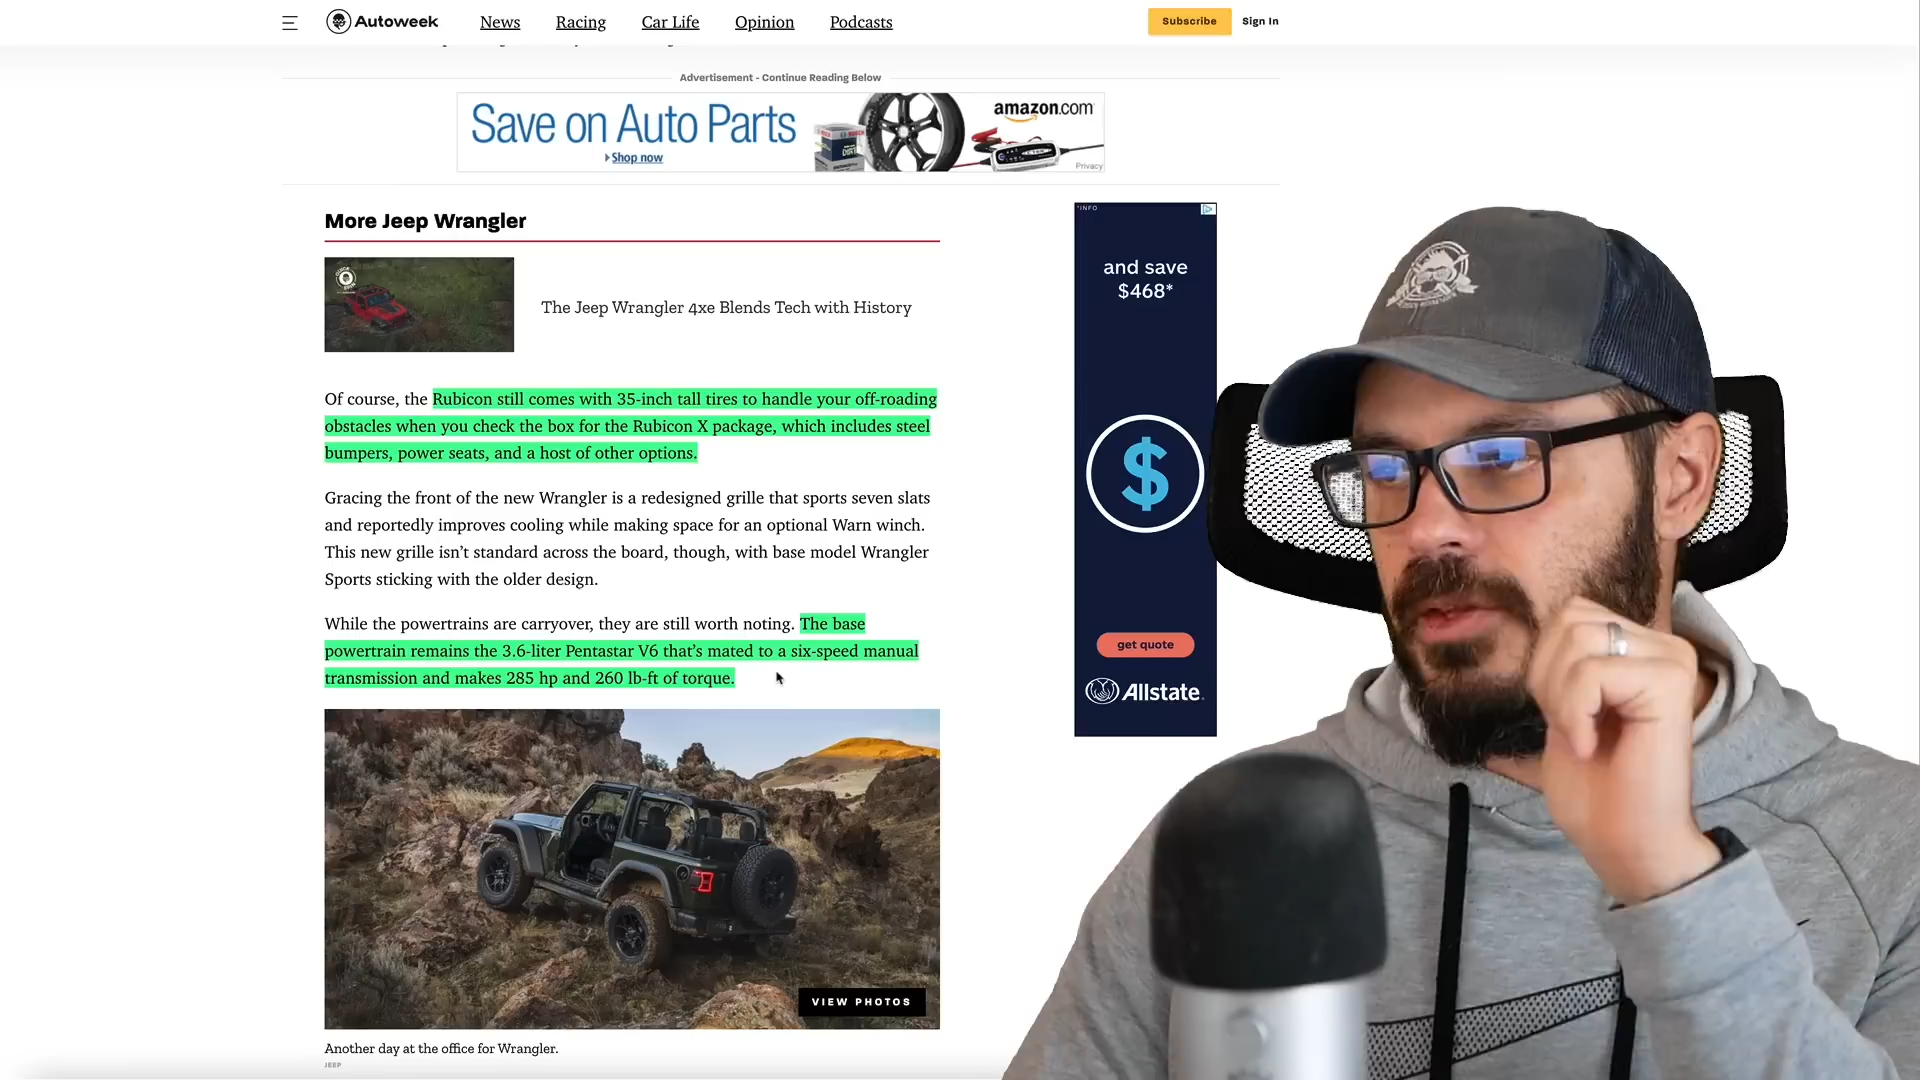 Autoweek
News
Racing
Car Life
Opinion
Podcasts
Subscribe
Sign In
Advertisement - Continue Reading Below
Save on Auto Parts
Shop now
amazon.com
Privacy
More Jeep Wrangler
The Jeep Wrangler 4xe Blends Tech with History
Of course, the Rubicon still comes with 35-inch tall tires to handle your off-roading
obstacles when you check the box for the Rubicon X package, which includes steel
bumpers, power seats, and a host of other options.
Gracing the front of the new Wrangler is a redesigned grille that sports seven slats
and reportedly improves cooling while making space for an optional Warn winch.
This new grille isn't standard across the board, though, with base model Wrangler
Sports sticking with the older design.
While the powertrains are carryover, they are still worth noting. The base
powertrain remains the 3.6-liter Pentastar V6 that's mated to a six-speed manual
transmission and makes 285 hp and 260 lb-ft of torque.
VIEW PHOTOS
Another day at the office for Wrangler.
JEEP
*INFO
and save
$468*
$
get quote
Allstate.